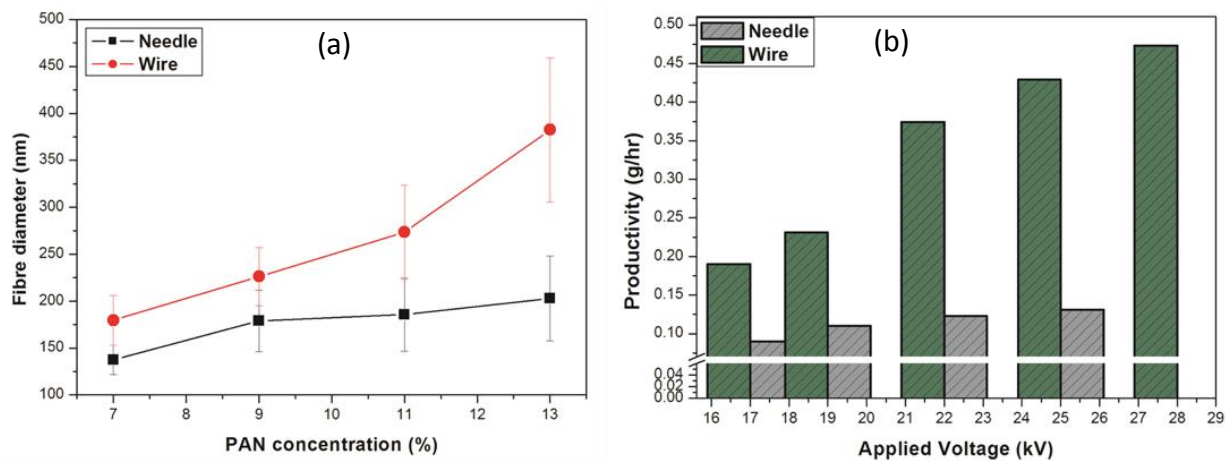 (a)
Needle
Wire
500
450
400
350
300
250
200
150
100
Fibre diameter (nm)
7 8 9 10 11 12 13
PAN concentration (%)
(b)
Needle
Wire
0.50
0.45
0.40
0.35
0.30
0.25
0.20
0.15
0.10
0.04
0.02
0.00
Productivity (g/hr)
16 17 18 19 20 21 22 23 24 25 26 27 28 29
Applied Voltage (kV)